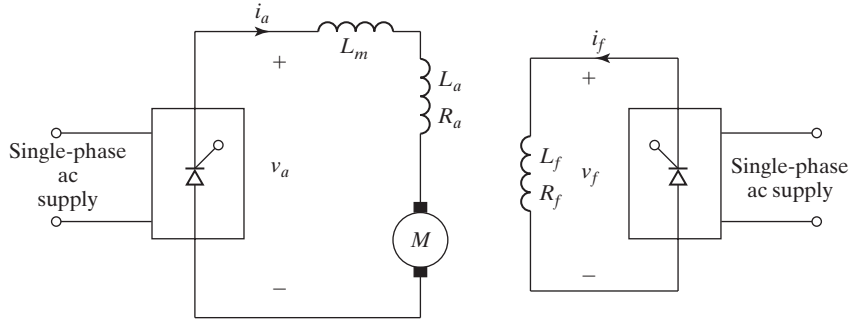 i_a
+
L_m
L_a
R_a
Single-phase
ac
supply
v_a
M
−
i_f
+
L_f
R_f
v_f
Single-phase
ac supply
−